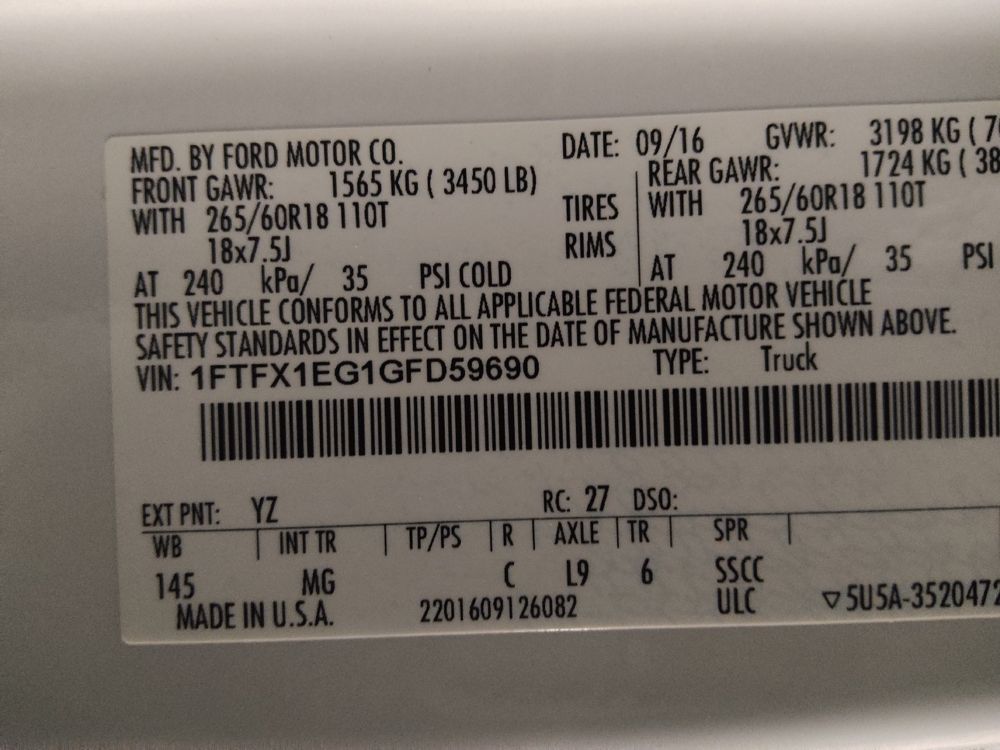 MFD. BY FORD MOTOR CO. DATE: 09/16 GVWR: 3198 KG ( 7
FRONT GAWR: 1565 KG ( 3450 LB) REAR GAWR: 1724 KG ( 38
WITH 265/60R18 110T TIRES WITH 265/60R18 110T
18x7.5J RIMS 18x7.5J
AT 240 kPa/ 35 PSI COLD AT 240 kPa/ 35 PSI
THIS VEHICLE CONFORMS TO ALL APPLICABLE FEDERAL MOTOR VEHICLE
SAFETY STANDARDS IN EFFECT ON THE DATE OF MANUFACTURE SHOWN ABOVE.
VIN: 1FTFX1EG1GFD59690 TYPE: Truck
EXT PNT: YZ RC: 27 DSO:
WB INT TR TP/PS R AXLE TR SPR
145 MG C L9 6 SSCC
MADE IN U.S.A. 2201609126082 ULC ▽5U5A-3520472